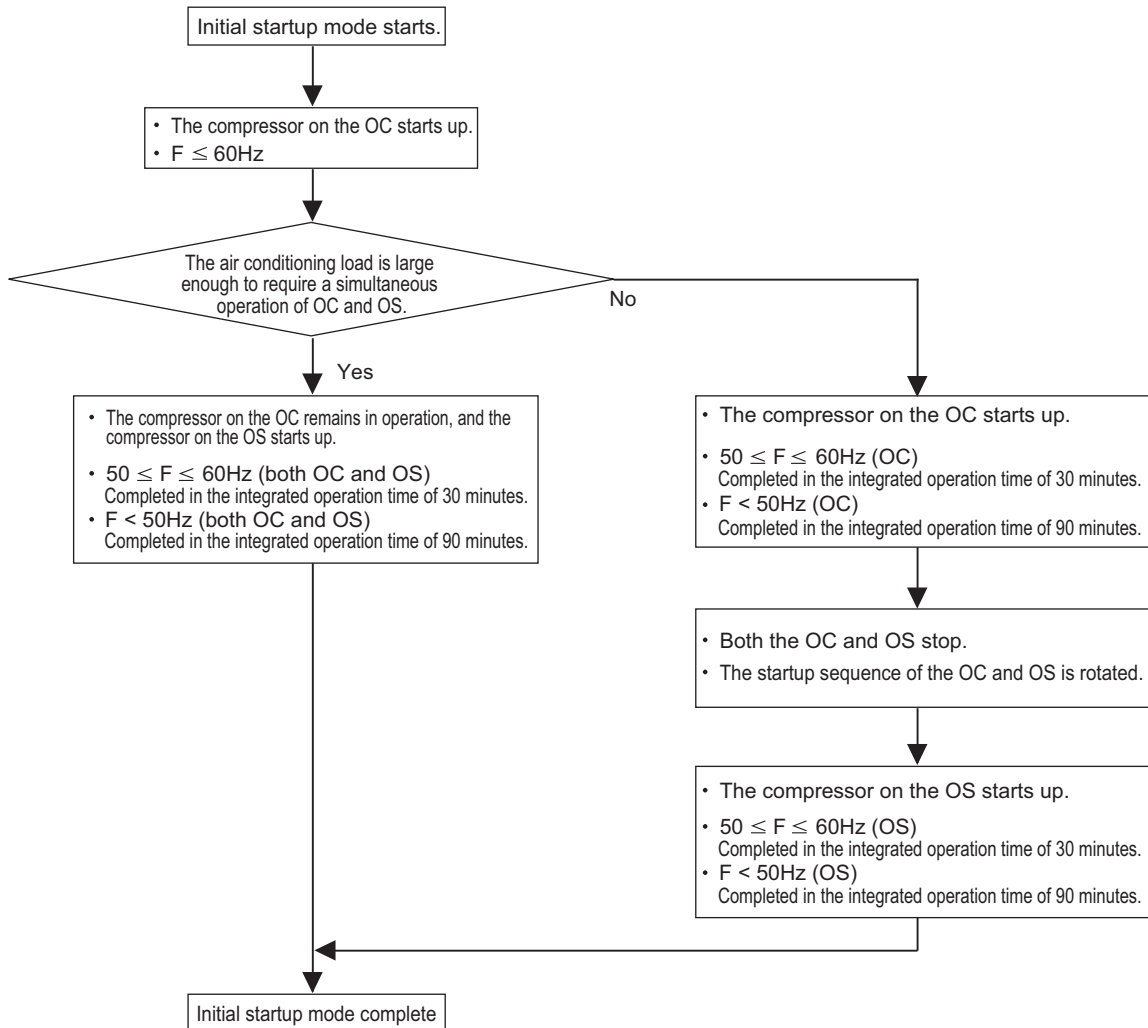 Initial startup mode starts.
• The compressor on the OC starts up.
• F ≤ 60Hz
The air conditioning load is large
enough to require a simultaneous
operation of OC and OS.
No
Yes
• The compressor on the OC remains in operation, and the
compressor on the OS starts up.
• 50 ≤ F ≤ 60Hz (both OC and OS)
Completed in the integrated operation time of 30 minutes.
• F < 50Hz (both OC and OS)
Completed in the integrated operation time of 90 minutes.
• The compressor on the OC starts up.
• 50 ≤ F ≤ 60Hz (OC)
Completed in the integrated operation time of 30 minutes.
• F < 50Hz (OC)
Completed in the integrated operation time of 90 minutes.
• Both the OC and OS stop.
• The startup sequence of the OC and OS is rotated.
• The compressor on the OS starts up.
• 50 ≤ F ≤ 60Hz (OS)
Completed in the integrated operation time of 30 minutes.
• F < 50Hz (OS)
Completed in the integrated operation time of 90 minutes.
Initial startup mode complete